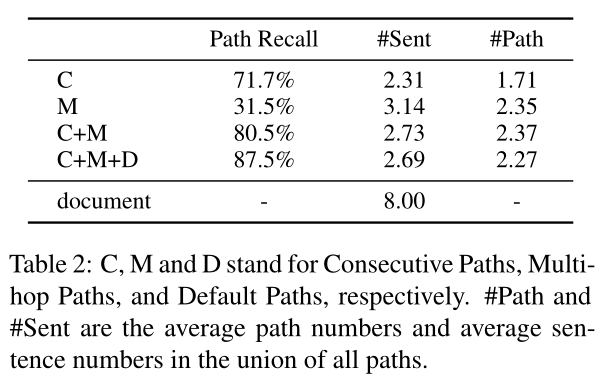 Path Recall #Sent #Path
C 71.7% 2.31 1.71
M 31.5% 3.14 2.35
C+M 80.5% 2.73 2.37
C+M+D 87.5% 2.69 2.27
document - 8.00 -
Table 2: C, M and D stand for Consecutive Paths, Multi-
hop Paths, and Default Paths, respectively. #Path and
#Sent are the average path numbers and average sen-
tence numbers in the union of all paths.